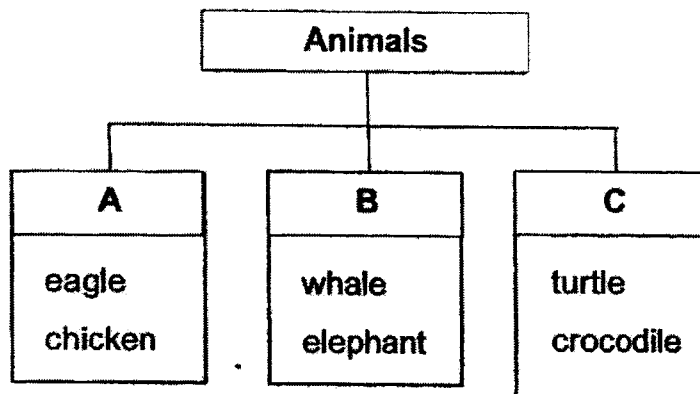 Animals
A
eagle
chicken
B
whale
elephant
C
turtle
crocodile